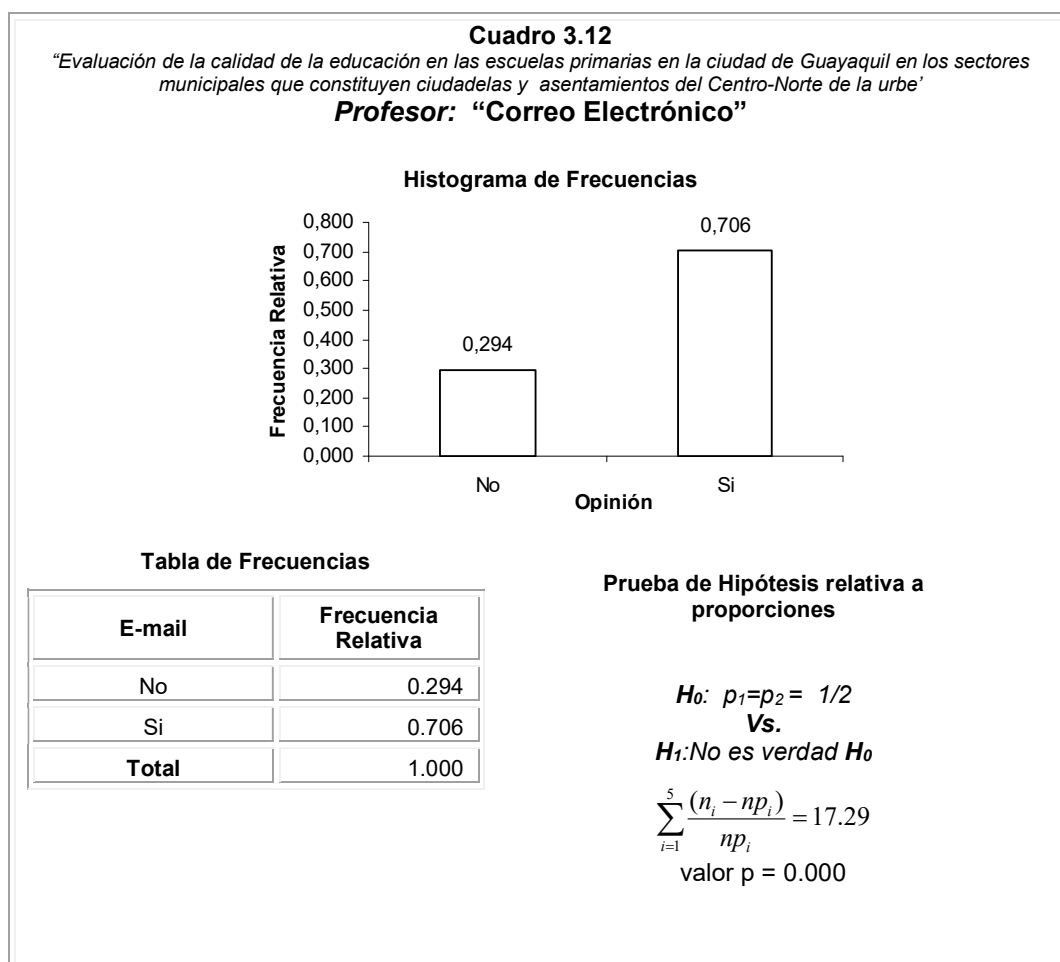 Cuadro 3.12
“Evaluación de la calidad de la educación en las escuelas primarias en la ciudad de Guayaquil en los sectores
municipales que constituyen ciudadelas y asentamientos del Centro-Norte de la urbe’
Profesor: “Correo Electrónico”
Histograma de Frecuencias
Frecuencia Relativa
0,800
0,700
0,600
0,500
0,400
0,300
0,200
0,100
0,000
0,294
0,706
No
Si
Opinión
Tabla de Frecuencias
E-mail Frecuencia
Relativa
No 0.294
Si 0.706
Total 1.000
Prueba de Hipótesis relativa a
proporciones
H₀: p₁=p₂ = 1/2
Vs.
H₁:No es verdad H₀
∑_{i=1}^{5} (n_i − np_i) / np_i = 17.29
valor p = 0.000